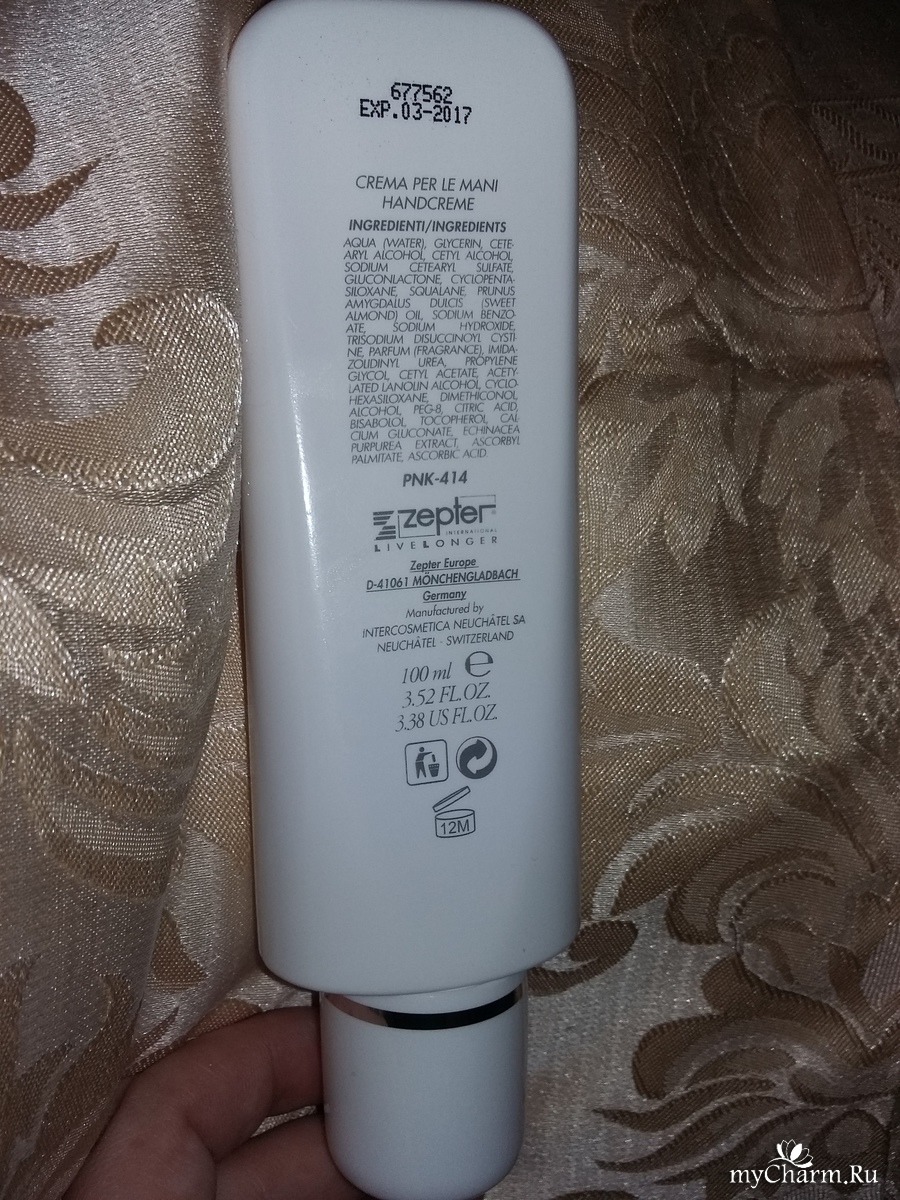 677562
EXP.03-2017
CREMA PER LE MANI
HANDCREME
INGREDIENTI/INGREDIENTS
AQUA (WATER), GLYCERIN, CETE-
ARYL ALCOHOL, CETYL ALCOHOL,
SODIUM CETEARYL SULFATE,
GLUCONLACTONE, CYCLOPENTA-
SILOXANE, SQUALANE, PRUNUS
AMYGDALUS DULCIS (SWEET
ALMOND) OIL, SODIUM BENZO-
ATE, SODIUM HYDROXIDE,
TRISODIUM DISUCCINOYL CYSTI-
NE, PARFUM (FRAGRANCE), IMIDA-
ZOLIDINYL UREA, PROPYLENE
GLYCOL, CETYL ACETATE, ACETY-
LATED LANOLIN ALCOHOL, CYCLO-
HEXASILOXANE, DIMETHICONOL,
ALCOHOL, PEG-8, CITRIC ACID,
BISABOLOL TOCOPHEROL, CAL-
CIUM GLUCONATE, ECHINACEA
PURPUREA EXTRACT, ASCORBYL
PALMITATE, ASCORBIC ACID.
PNK-414
zepter
INTERNATIONAL
LIVELONGER
Zepter Europe
D-41061 MÖNCHENGLADBACH
Germany
Manufactured by
INTERCOSMETICA NEUCHÂTEL SA
NEUCHÂTEL - SWITZERLAND
100 ml e
3.52 FL.OZ.
3.38 US FL.OZ.
12M
myCharm.Ru